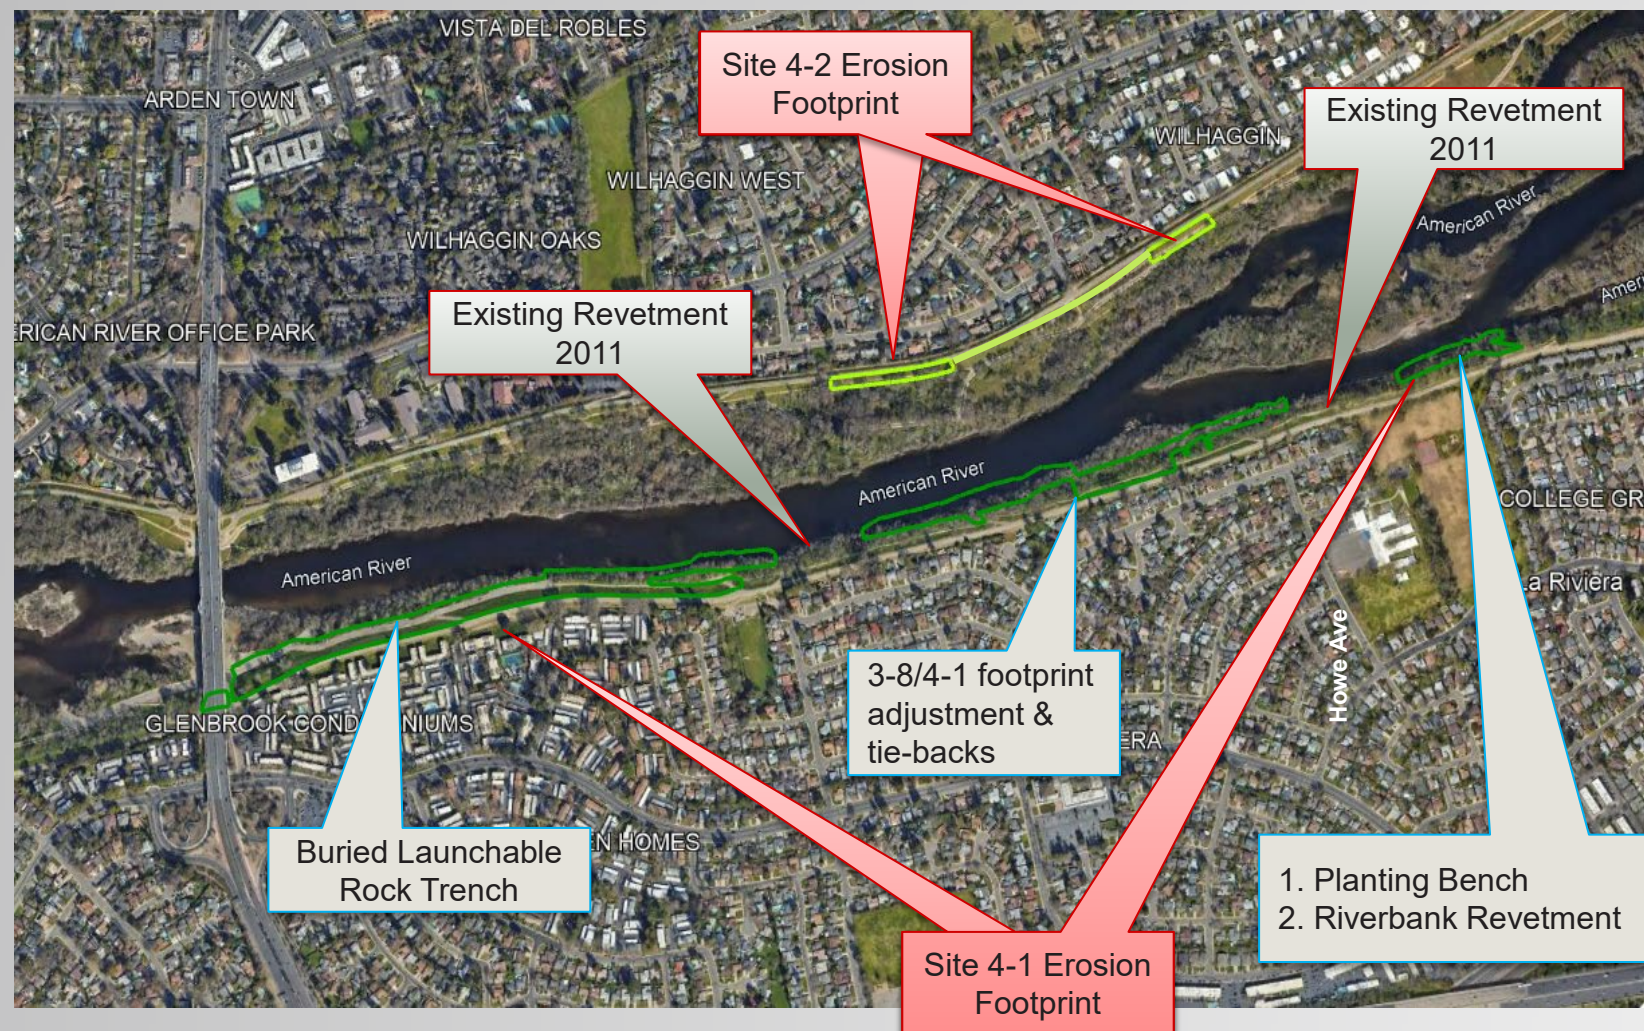 VISTA DEL ROBLES
Site 4-2 Erosion
Footprint
ARDEN TOWN
Existing Revetment
2011
WILHAGGIN
WILHAGGIN WEST
American River
WILHAGGIN OAKS
Amer
ERICAN RIVER OFFICE PARK
Existing Revetment
2011
American River
COLLEGE GR
American River
La Riviera
Howe Ave
3-8/4-1 footprint
adjustment &
tie-backs
ERA
GLENBROOK COND
NIUMS
EN HOMES
Buried Launchable
Rock Trench
1. Planting Bench
2. Riverbank Revetment
Site 4-1 Erosion
Footprint